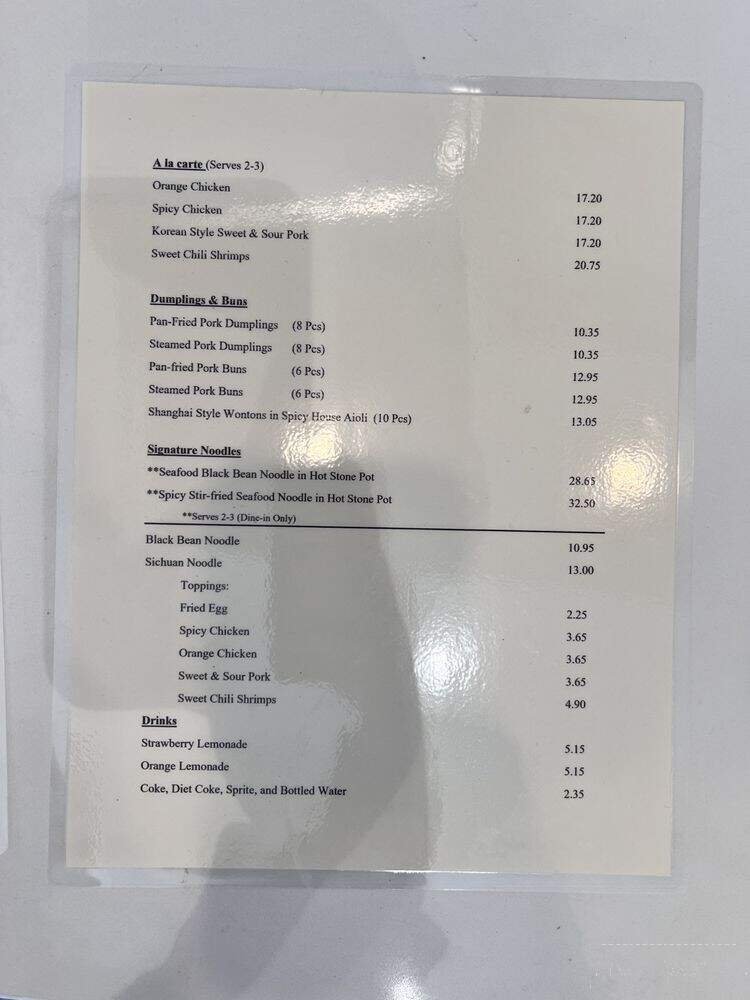 A la carte (Serves 2-3)
Orange Chicken 17.20
Spicy Chicken 17.20
Korean Style Sweet & Sour Pork 17.20
Sweet Chili Shrimps 20.75
Dumplings & Buns
Pan-Fried Pork Dumplings (8 Pcs) 10.35
Steamed Pork Dumplings (8 Pcs) 10.35
Pan-fried Pork Buns (6 Pcs) 12.95
Steamed Pork Buns (6 Pcs) 12.95
Shanghai Style Wontons in Spicy House Aioli (10 Pcs) 13.05
Signature Noodles
**Seafood Black Bean Noodle in Hot Stone Pot 28.65
**Spicy Stir-fried Seafood Noodle in Hot Stone Pot 32.50
**Serves 2-3 (Dine-in Only)
Black Bean Noodle 10.95
Sichuan Noodle 13.00
Toppings:
Fried Egg 2.25
Spicy Chicken 3.65
Orange Chicken 3.65
Sweet & Sour Pork 3.65
Sweet Chili Shrimps 4.90
Drinks
Strawberry Lemonade 5.15
Orange Lemonade 5.15
Coke, Diet Coke, Sprite, and Bottled Water 2.35